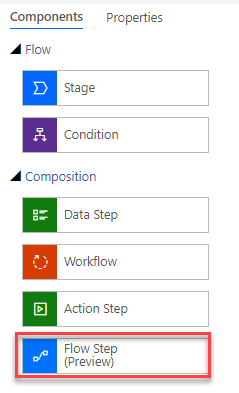 Components Properties
Flow
Stage
Condition
Composition
Data Step
Workflow
Action Step
Flow Step
(Preview)